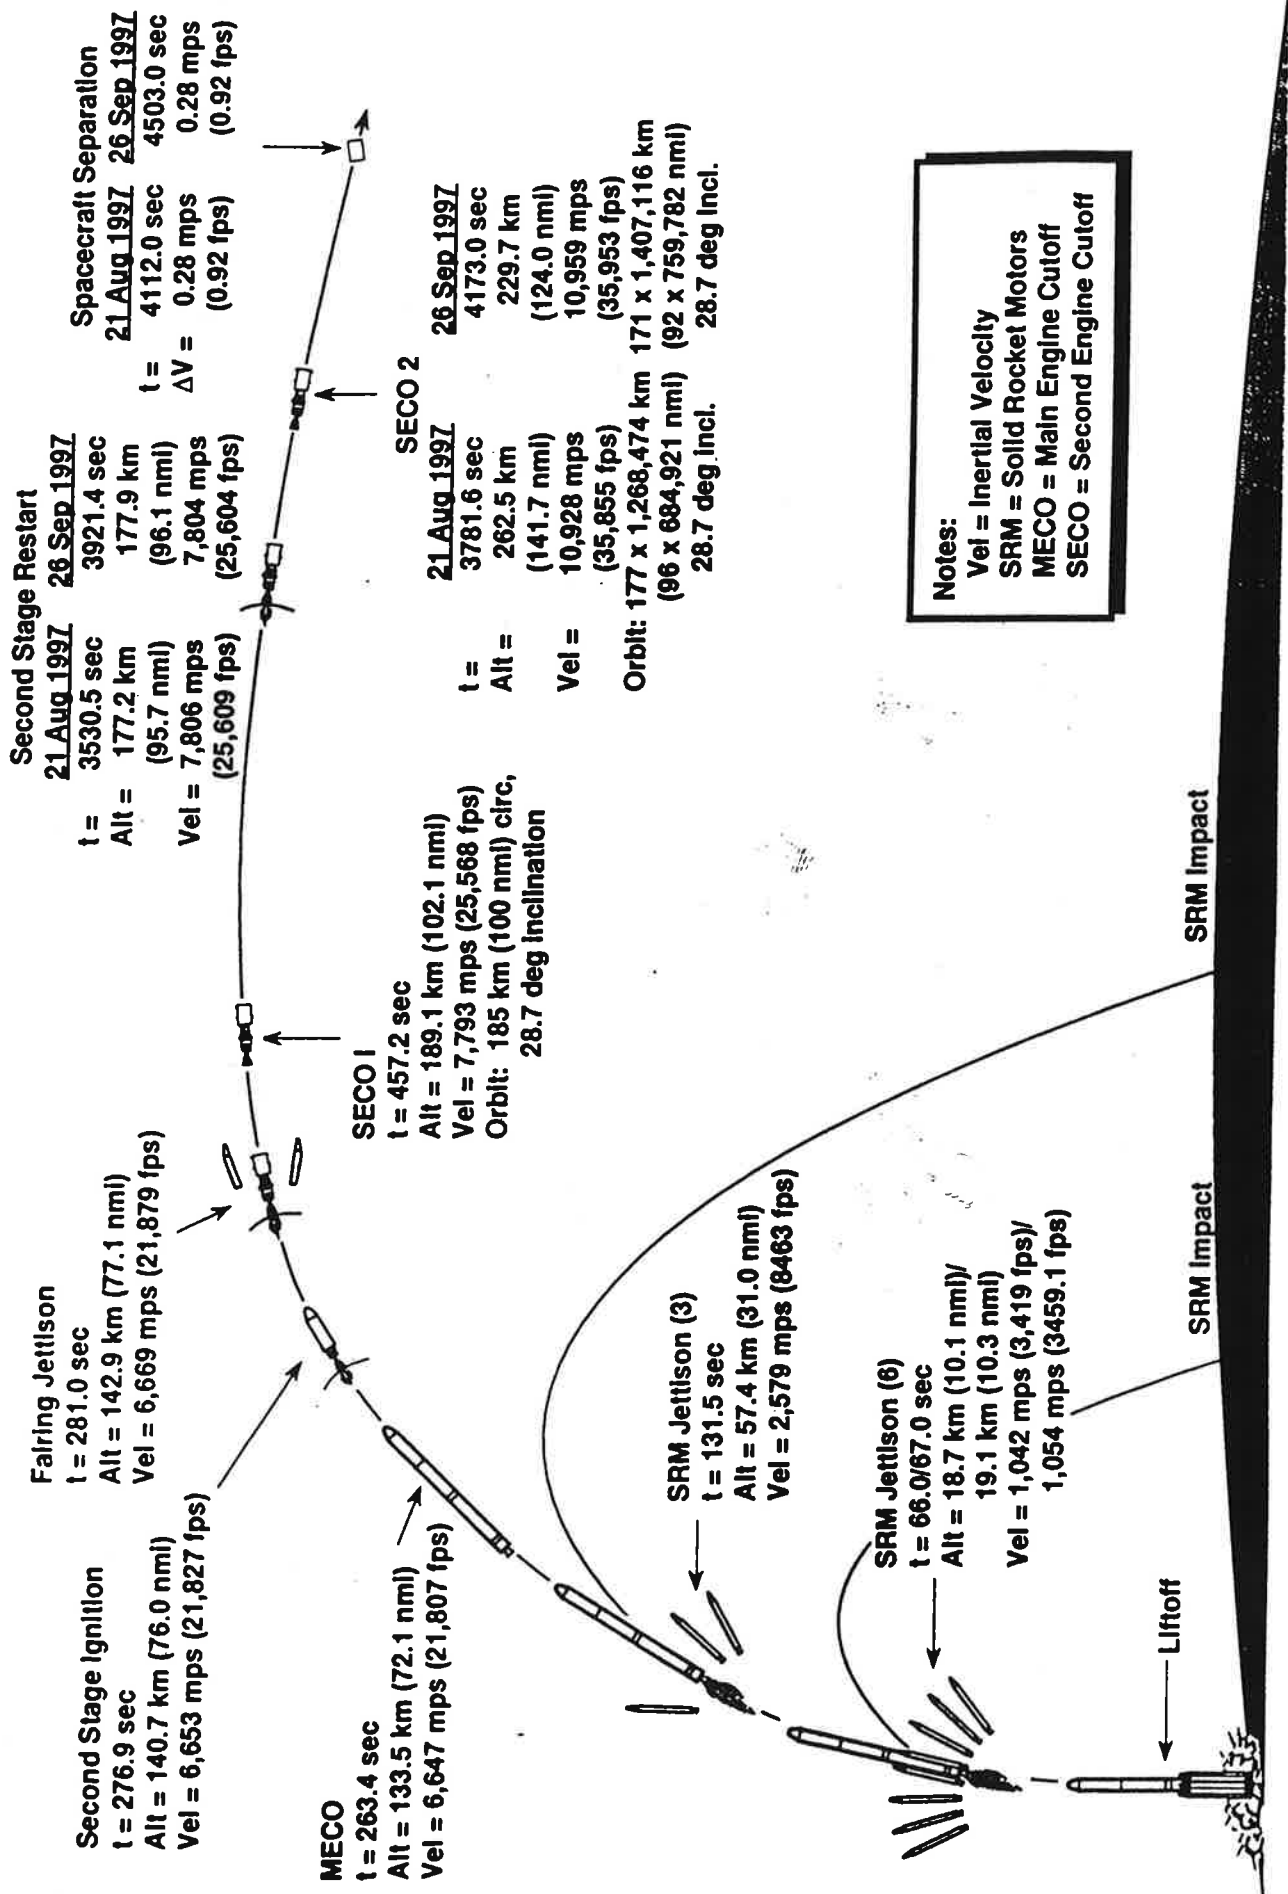 Second Stage Restart
21 Aug 1997 26 Sep 1997
t = 3530.5 sec 3921.4 sec
Alt = 177.2 km 177.9 km
(95.7 nmi) (96.1 nmi)
Vel = 7,806 mps 7,804 mps
(25,609 fps) (25,604 fps)
Spacecraft Separation
21 Aug 1997 26 Sep 1997
t = 4112.0 sec 4503.0 sec
ΔV = 0.28 mps 0.28 mps
(0.92 fps) (0.92 fps)
Fairing Jettison
t = 281.0 sec
Alt = 142.9 km (77.1 nmi)
Vel = 6,669 mps (21,879 fps)
Second Stage Ignition
t = 276.9 sec
Alt = 140.7 km (76.0 nmi)
Vel = 6,653 mps (21,827 fps)
MECO
t = 263.4 sec
Alt = 133.5 km (72.1 nmi)
Vel = 6,647 mps (21,807 fps)
SECO I
t = 457.2 sec
Alt = 189.1 km (102.1 nmi)
Vel = 7,793 mps (25,568 fps)
Orbit: 185 km (100 nmi) circ,
28.7 deg Inclination
SECO 2
21 Aug 1997 26 Sep 1997
t = 3781.6 sec 4173.0 sec
Alt = 262.5 km 229.7 km
(141.7 nmi) (124.0 nmi)
Vel = 10,928 mps 10,959 mps
(35,855 fps) (35,953 fps)
Orbit: 177 x 1,268,474 km 171 x 1,407,116 km
(96 x 684,921 nmi) (92 x 759,782 nmi)
28.7 deg incl. 28.7 deg Incl.
SRM Jettison (3)
t = 131.5 sec
Alt = 57.4 km (31.0 nmi)
Vel = 2,579 mps (8463 fps)
SRM Jettison (6)
t = 66.0/67.0 sec
Alt = 18.7 km (10.1 nmi)/
19.1 km (10.3 nmi)
Vel = 1,042 mps (3,419 fps)/
1,054 mps (3459.1 fps)
Liftoff
SRM Impact
SRM Impact
Notes:
Vel = Inertial Velocity
SRM = Solid Rocket Motors
MECO = Main Engine Cutoff
SECO = Second Engine Cutoff